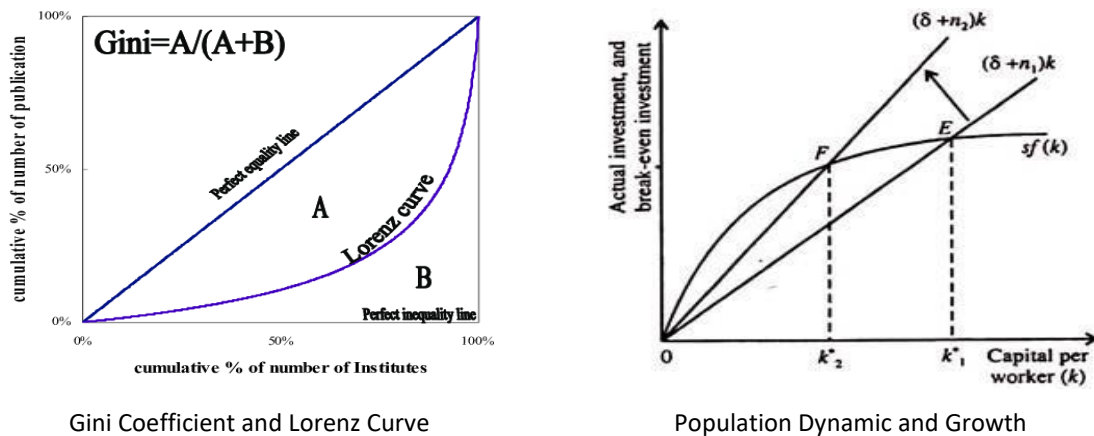 100%
Gini=A/(A+B)
cumulative % of number of publication
Perfect equality line
50%
A
Lorenz curve
B
Perfect inequality line
0%
0%
50%
100%
cumulative % of number of Institutes
Gini Coefficient and Lorenz Curve
(δ +n₂)k
(δ +n₁)k
Actual investment, and
break-even investment
E
F
sf (k)
0
k*₂
k*₁
Capital per
worker (k)
Population Dynamic and Growth